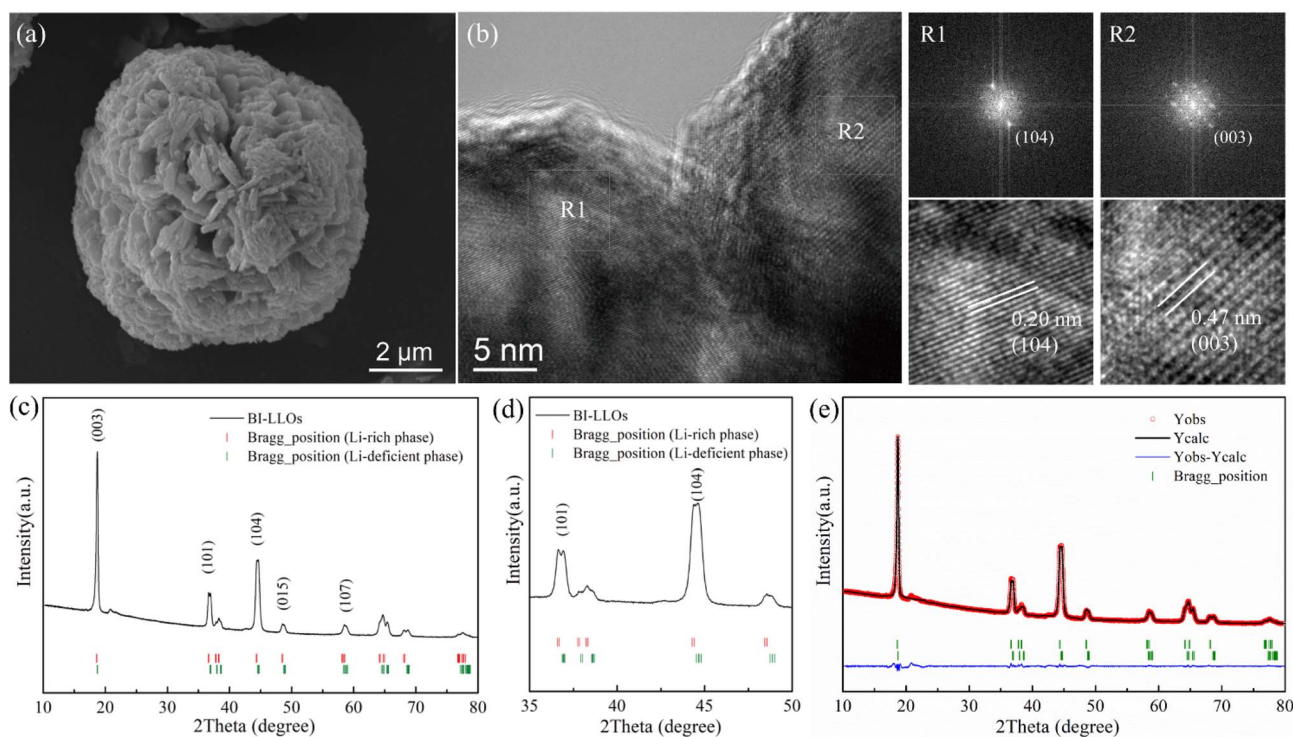 (a)
2 μm
(b)
R1
R2
5 nm
R1
(104)
R2
(003)
0.20 nm
(104)
0.47 nm
(003)
(c)
Intensity(a.u.)
BI-LLOs
Bragg_position (Li-rich phase)
Bragg_position (Li-deficient phase)
(003)
(101)
(104)
(015)
(107)
10 20 30 40 50 60 70 80
2Theta (degree)
(d)
Intensity(a.u.)
BI-LLOs
Bragg_position (Li-rich phase)
Bragg_position (Li-deficient phase)
(101)
(104)
35 40 45 50
2Theta (degree)
(e)
Intensity(a.u.)
Yobs
Ycalc
Yobs-Ycalc
Bragg_position
10 20 30 40 50 60 70 80
2Theta (degree)